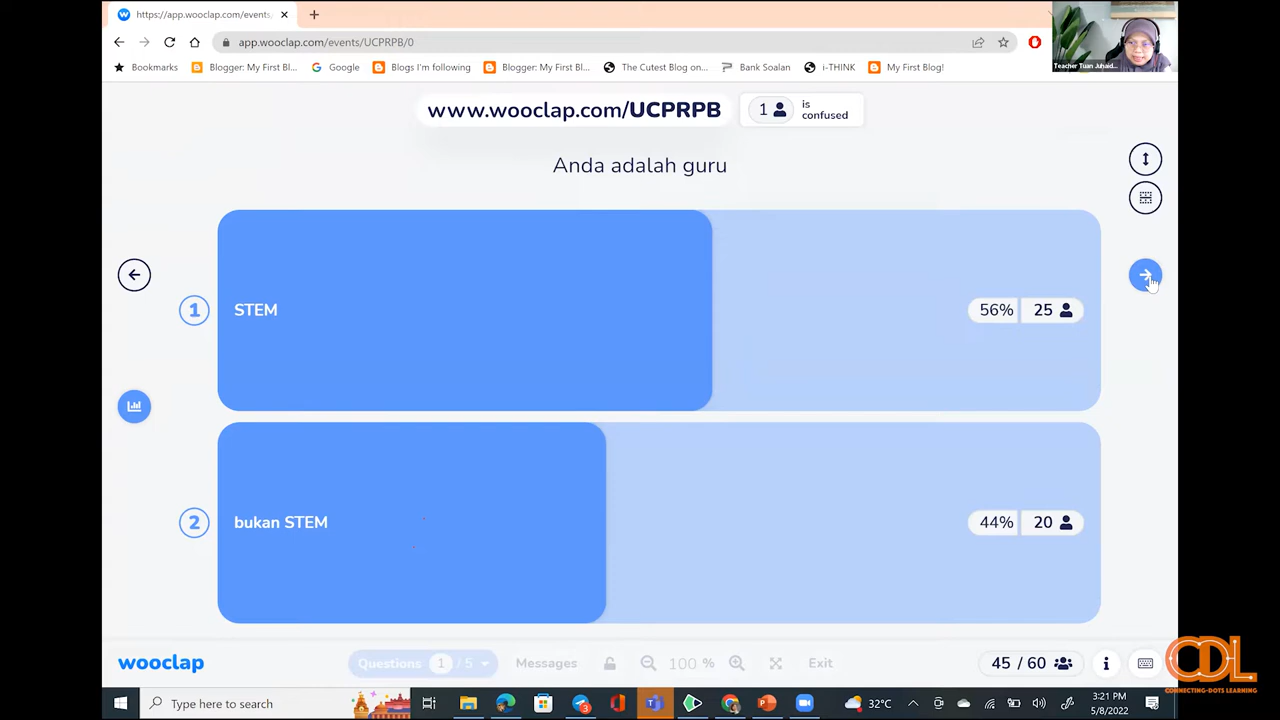 https://app.wooclap.com/events
app.wooclap.com/events/UCPRPB/0
Bookmarks
Blogger: My First Bl...
Google
Blogs I'm following
Blogger: My First Bl...
The Cutest Blog on...
Bank Soalan
i-THINK
My First Blog!
Teacher Tuan Juhaid...
www.wooclap.com/UCPRPB
1 is confused
Anda adalah guru
1 STEM 56% 25
2 bukan STEM 44% 20
wooclap
Questions 1 / 5
Messages
100 %
Exit
45 / 60
Type here to search
3
32°C
3:21 PM
5/8/2022
CDL
CONNECTING-DOTS LEARNING